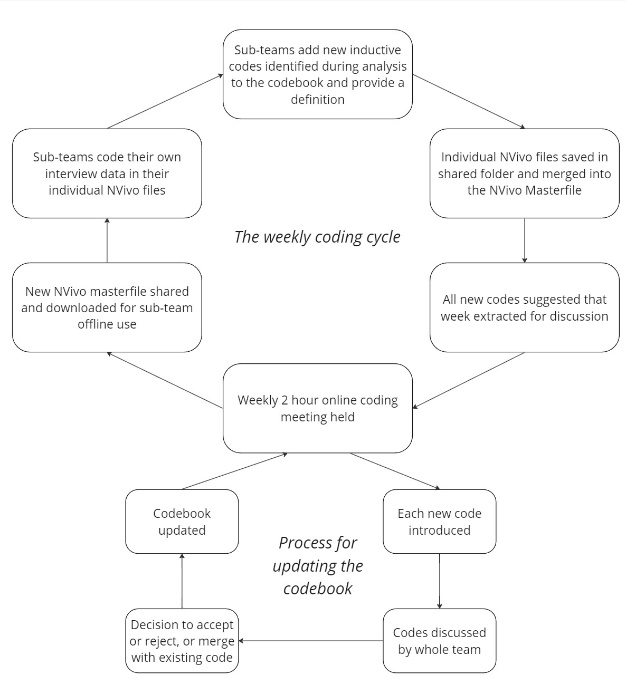 Sub-teams add new inductive
codes identified during analysis
to the codebook and provide a
definition
Sub-teams code their own
interview data in their
individual NVivo files
Individual NVivo files saved in
shared folder and merged into
the NVivo Masterfile
The weekly coding cycle
New NVivo masterfile shared
and downloaded for sub-team
offline use
All new codes suggested that
week extracted for discussion
Weekly 2 hour online coding
meeting held
Codebook
updated
Each new code
introduced
Process for
updating the
codebook
Decision to accept
or reject, or merge
with existing code
Codes discussed
by whole team